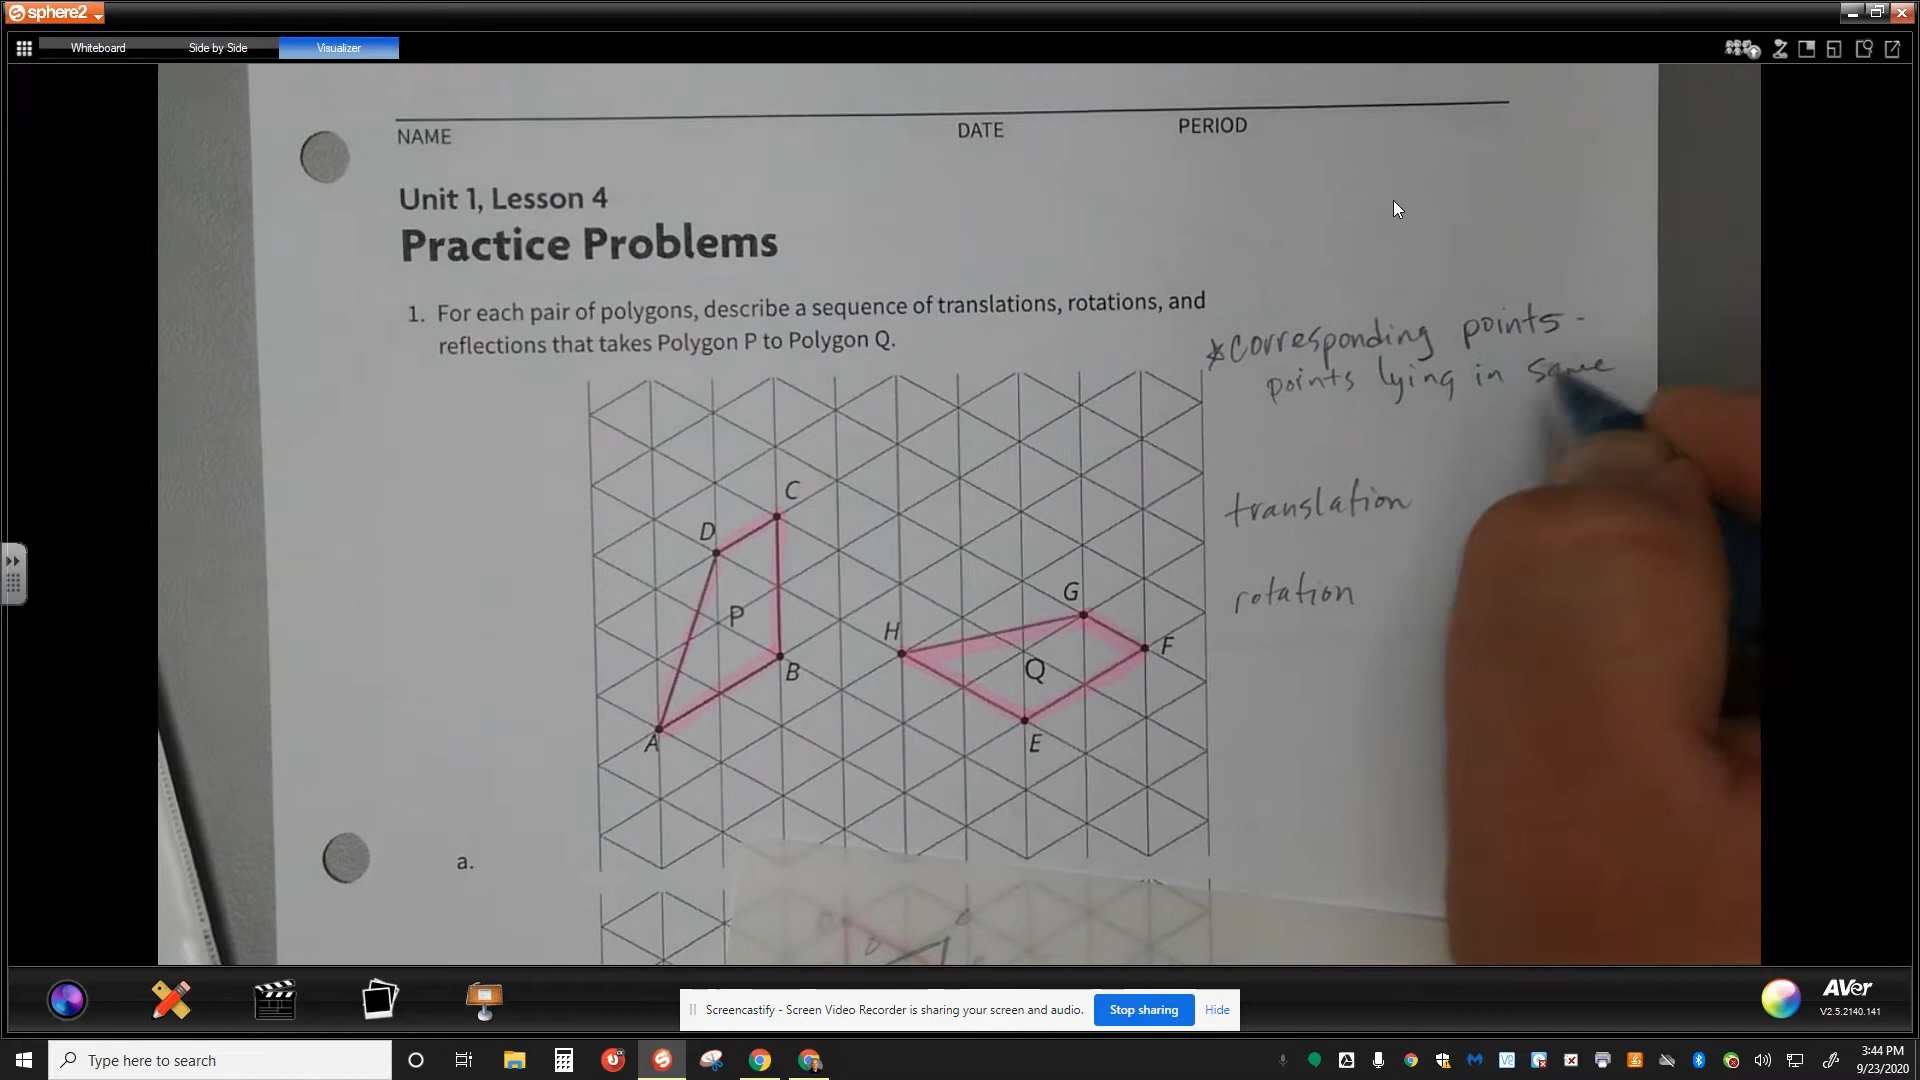 sphere2
Whiteboard
Side by Side
Visualizer
NAME
DATE
PERIOD
Unit 1, Lesson 4
Practice Problems
1. For each pair of polygons, describe a sequence of translations, rotations, and
reflections that takes Polygon P to Polygon Q.
*Corresponding points -
points lying in same
translation
rotation
C
D
P
B
A
G
H
F
Q
E
a.
Screencastify - Screen Video Recorder is sharing your screen and audio.
Stop sharing
Hide
AVer
V2.5.2140.141
Type here to search
3:44 PM
9/23/2020